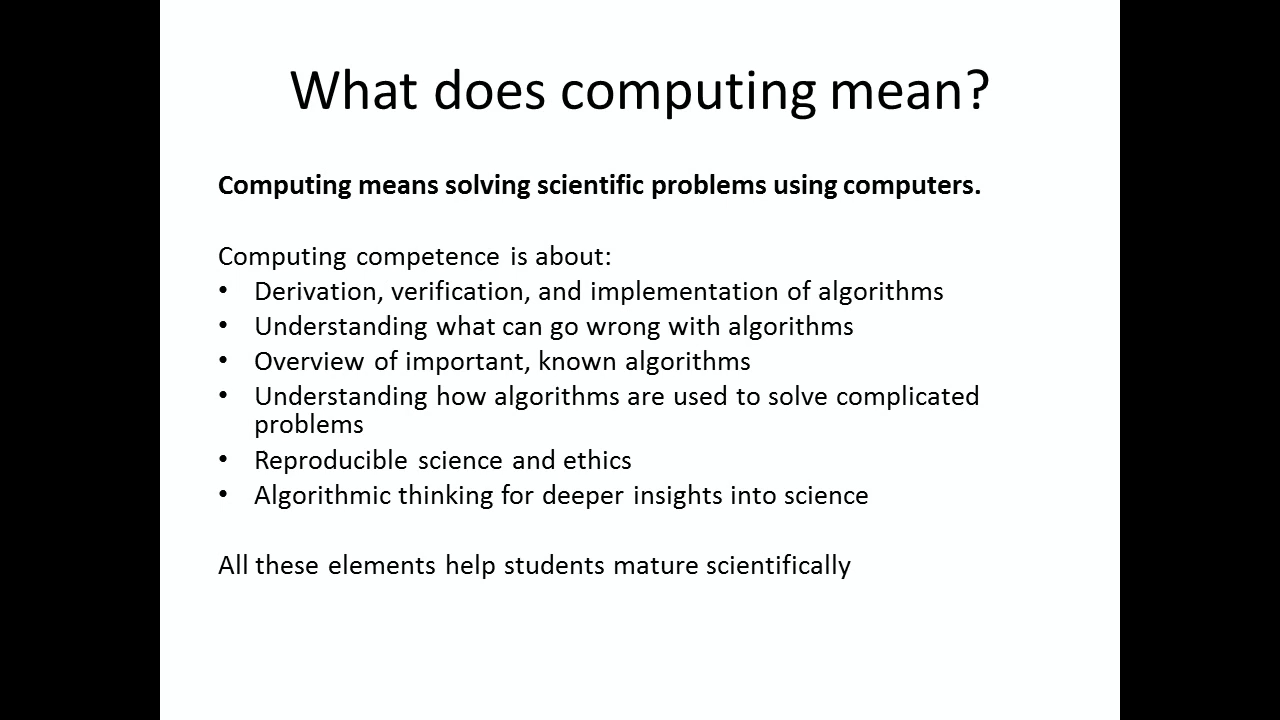 What does computing mean?
Computing means solving scientific problems using computers.
Computing competence is about:
• Derivation, verification, and implementation of algorithms
• Understanding what can go wrong with algorithms
• Overview of important, known algorithms
• Understanding how algorithms are used to solve complicated
problems
• Reproducible science and ethics
• Algorithmic thinking for deeper insights into science
All these elements help students mature scientifically